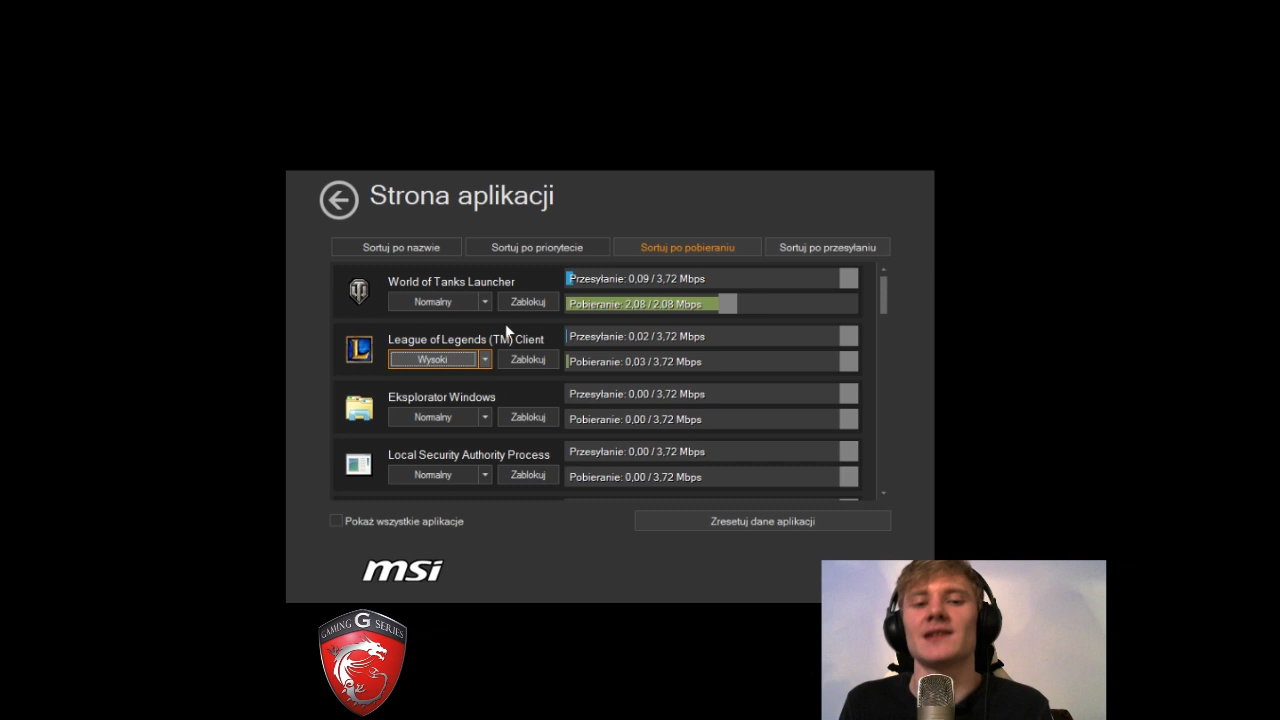 Strona aplikacji
Sortuj po nazwie
Sortuj po priorytecie
Sortuj po pobieraniu
Sortuj po przesyłaniu
World of Tanks Launcher
Normalny
Zablokuj
Przesyłanie: 0,09 / 3,72 Mbps
Pobieranie: 2,08 / 2,08 Mbps
League of Legends (TM) Client
Wysoki
Zablokuj
Przesyłanie: 0,02 / 3,72 Mbps
Pobieranie: 0,03 / 3,72 Mbps
Eksplorator Windows
Normalny
Zablokuj
Przesyłanie: 0,00 / 3,72 Mbps
Pobieranie: 0,00 / 3,72 Mbps
Local Security Authority Process
Normalny
Zablokuj
Przesyłanie: 0,00 / 3,72 Mbps
Pobieranie: 0,00 / 3,72 Mbps
Pokaż wszystkie aplikacje
Zresetuj dane aplikacji
msi
GAMING G SERIES